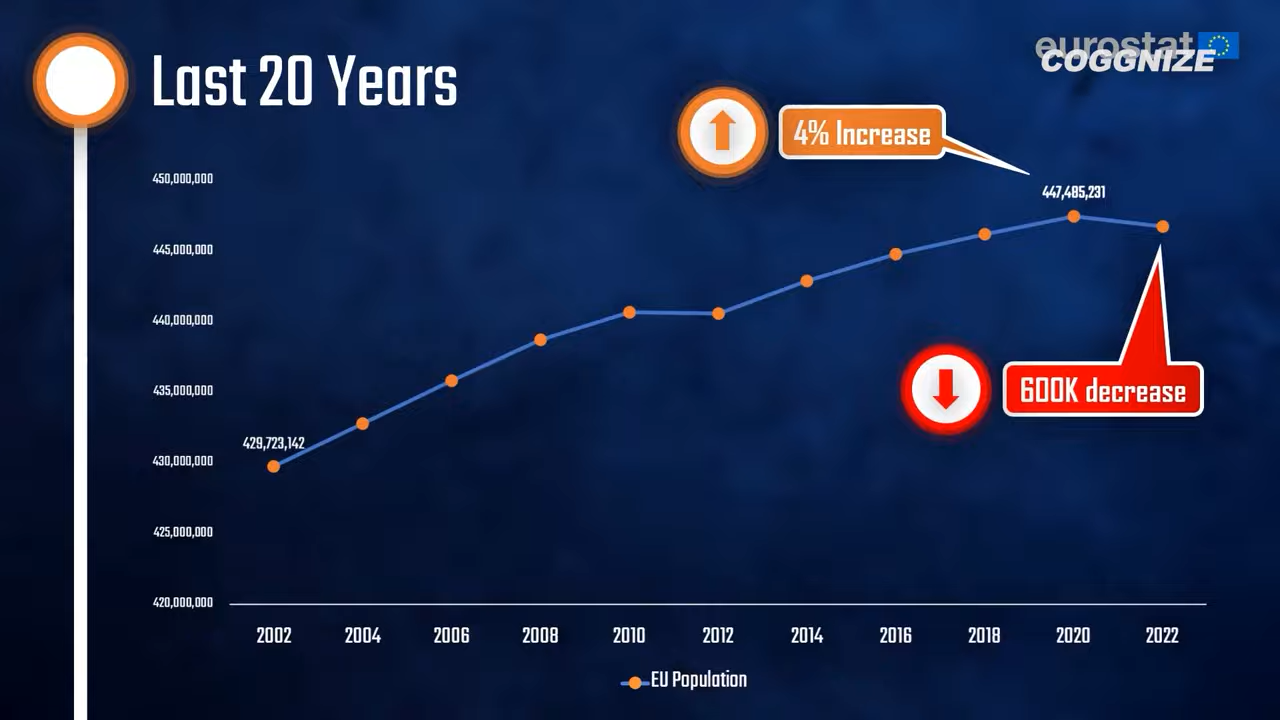 Last 20 Years
eurostat
COGGNIZE
4% Increase
450,000,000
447,485,231
445,000,000
440,000,000
435,000,000
600K decrease
429,723,142
430,000,000
425,000,000
420,000,000
2002 2004 2006 2008 2010 2012 2014 2016 2018 2020 2022
EU Population